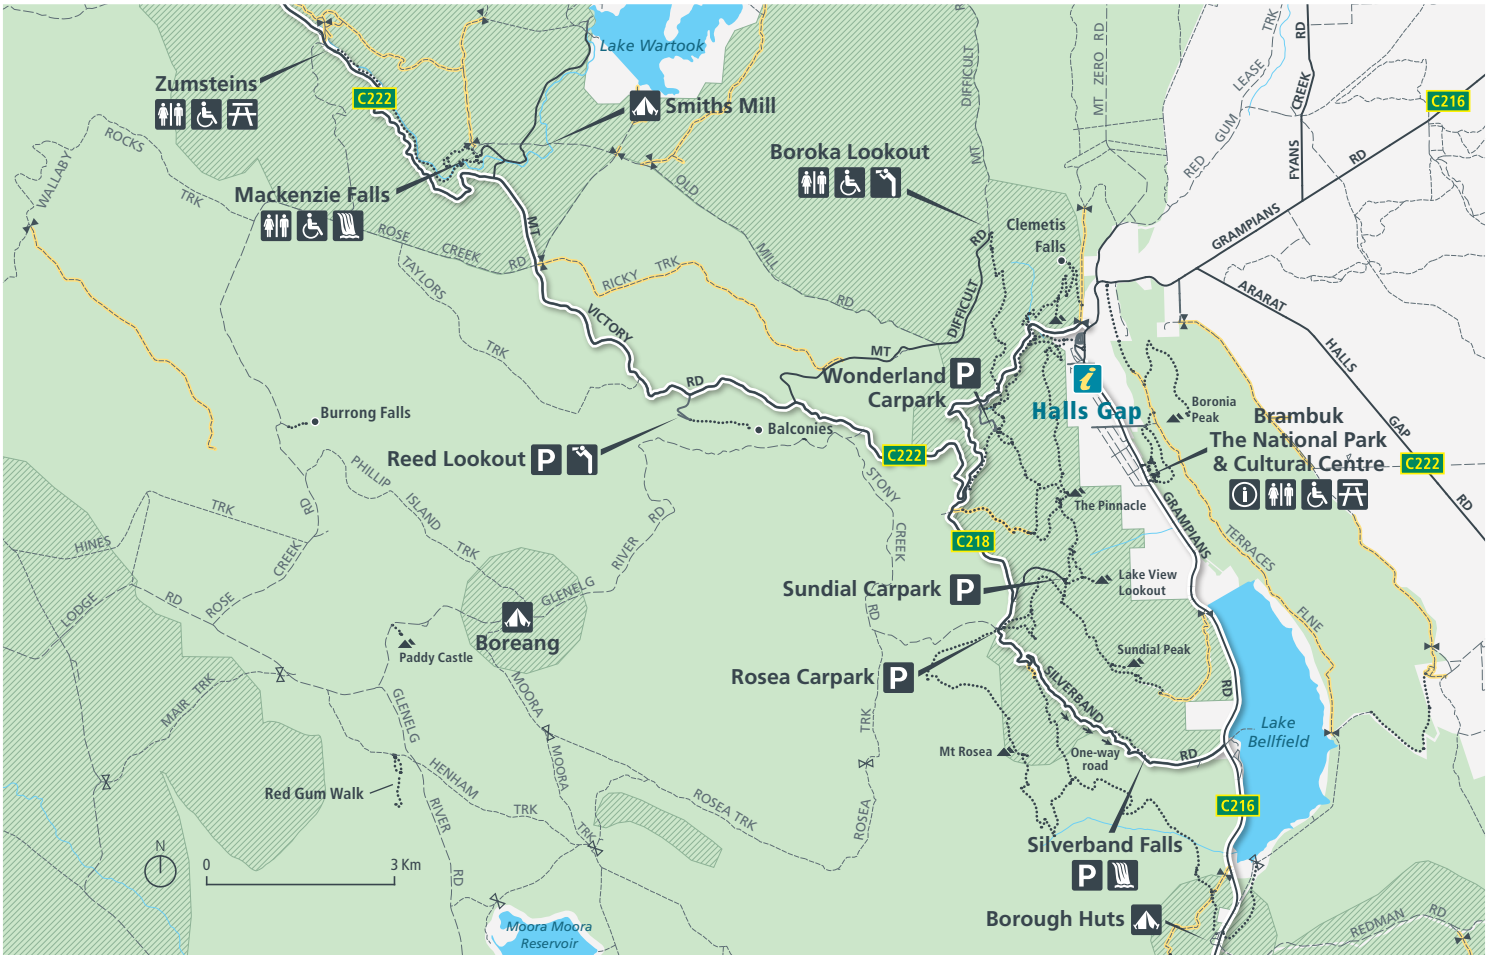 Lake Wartook
Zumsteins
C222
Smiths Mill
DIFFICULT
MT
MT ZERO RD
LEASE TRK
RED GUM
RD
CREEK
FYANS
C216
GRAMPIANS RD
ROCKS
WALLABY
TRK
Mackenzie Falls
Boroka Lookout
OLD
MILL
RD
MT
ROSE
CREEK
RD
TAYLORS
TRK
RICKY TRK
Clemetis
Falls
RD
DIFFICULT
MT
ARARAT
HALLS
GAP
RD
C222
VICTORY
RD
Wonderland
Carpark
P
i
Halls Gap
Boronia
Peak
Brambuk
The National Park
& Cultural Centre
i
Burrong Falls
Balconies
Reed Lookout P
C222
PHILLIP
ISLAND
TRK
STONY
CREEK
RD
The Pinnacle
GRAMPIANS
RD
TERRACES
FLNE
TRK
HINES
LODGE
RD
ROSE
CREEK
RD
GLENELG
RIVER
RD
C218
Sundial Carpark P
Lake View
Lookout
Boreang
Paddy Castle
Sundial Peak
Rosea Carpark P
SILVERBAND
RD
MAIR TRK
GLENELG
RIVER
RD
MOORA
MOORA
TRK
Mt Rosea
One-way
road
Lake
Bellfield
HENHAM
TRK
Red Gum Walk
ROSEA TRK
ROSEA
TRK
C216
N
0
3 Km
Silverband Falls
P
Moora Moora
Reservoir
Borough Huts
REDMAN RD